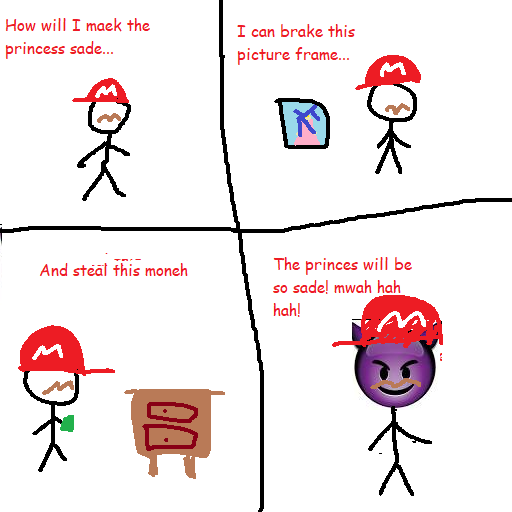 How will I maek the
princess sade...
I can brake this
picture frame...
M
M
And steal this moneh
M
The princes will be
so sade! mwah hah
hah!
M